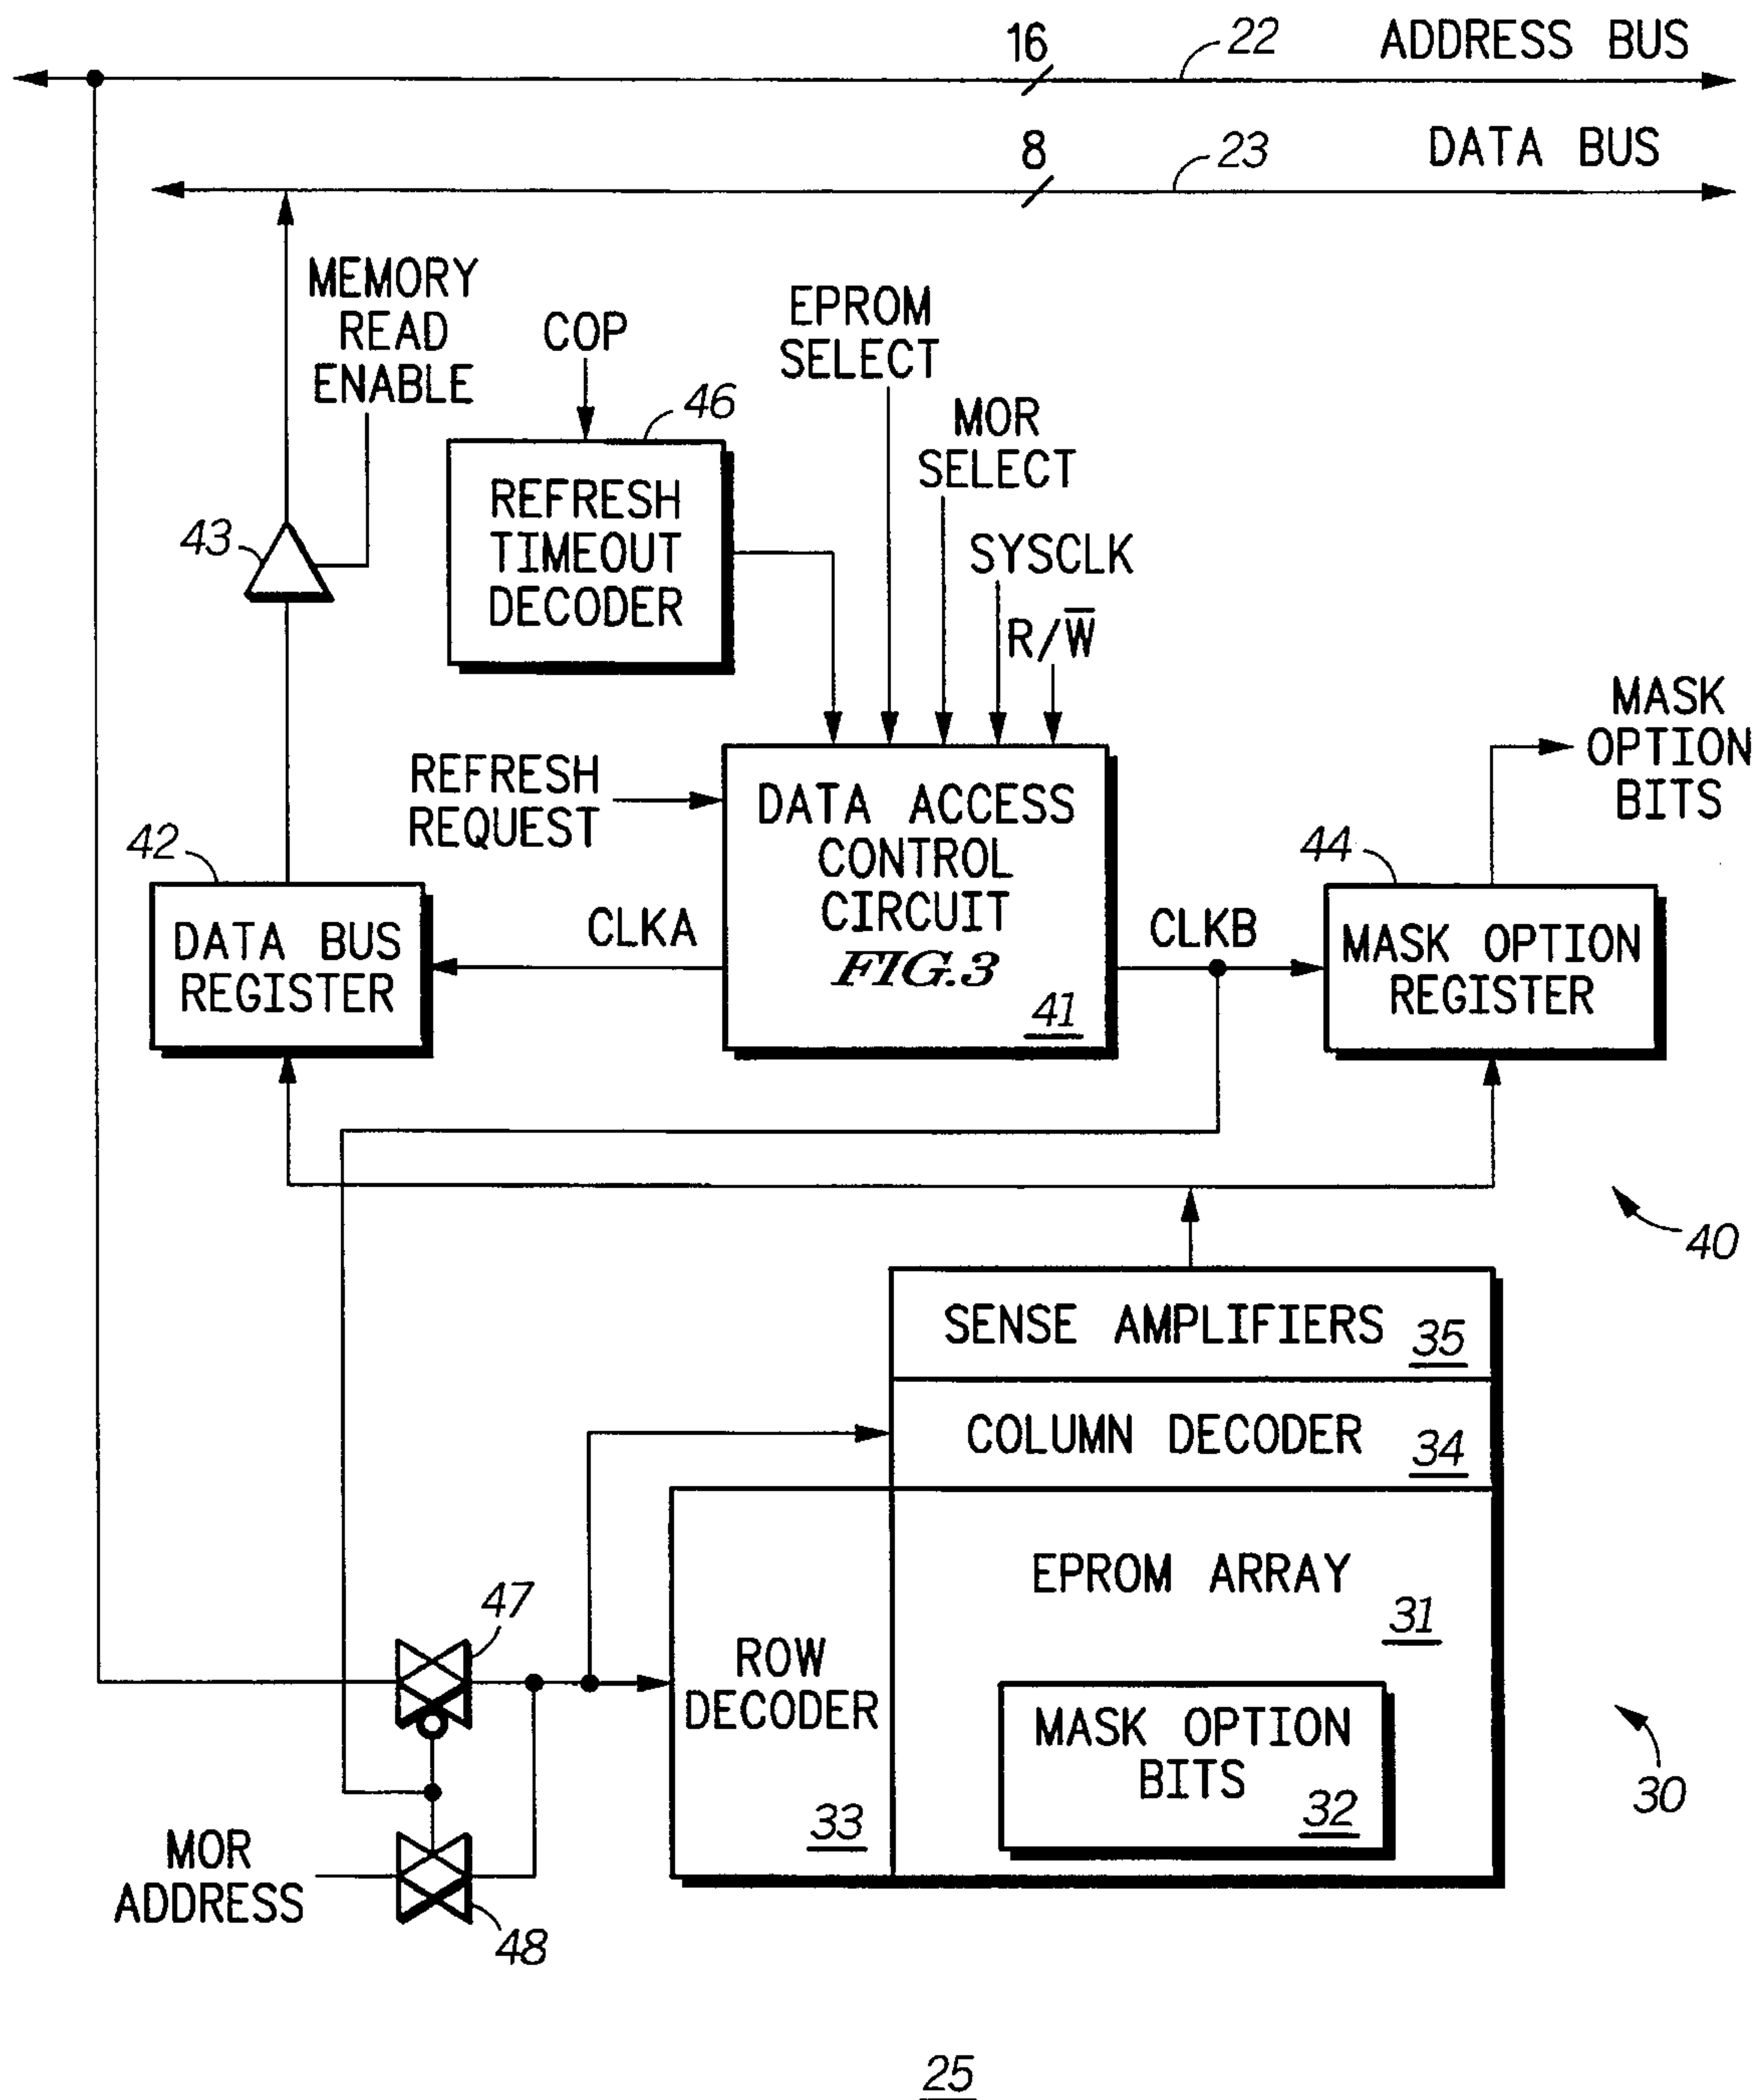 16
22
ADDRESS BUS
8
23
DATA BUS
MEMORY
READ
ENABLE
COP
EPROM
SELECT
46
MOR
SELECT
REFRESH
TIMEOUT
DECODER
43
SYSCLK
R/W̅
MASK
OPTION
BITS
REFRESH
REQUEST
DATA ACCESS
CONTROL
CIRCUIT
FIG.3
41
42
44
DATA BUS
REGISTER
CLKA
CLKB
MASK OPTION
REGISTER
40
SENSE AMPLIFIERS
35
COLUMN DECODER
34
EPROM ARRAY
31
47
ROW
DECODER
33
MASK OPTION
BITS
32
30
MOR
ADDRESS
48
25